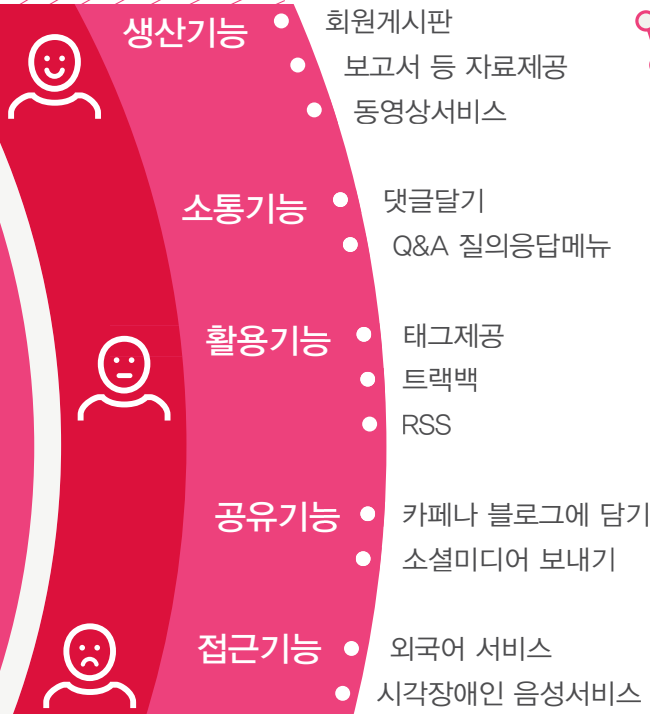 생산기능
회원게시판
보고서 등 자료제공
동영상서비스
소통기능
댓글달기
Q&A 질의응답메뉴
활용기능
태그제공
트랙백
RSS
공유기능
카페나 블로그에 담기
소셜미디어 보내기
접근기능
외국어 서비스
시각장애인 음성서비스